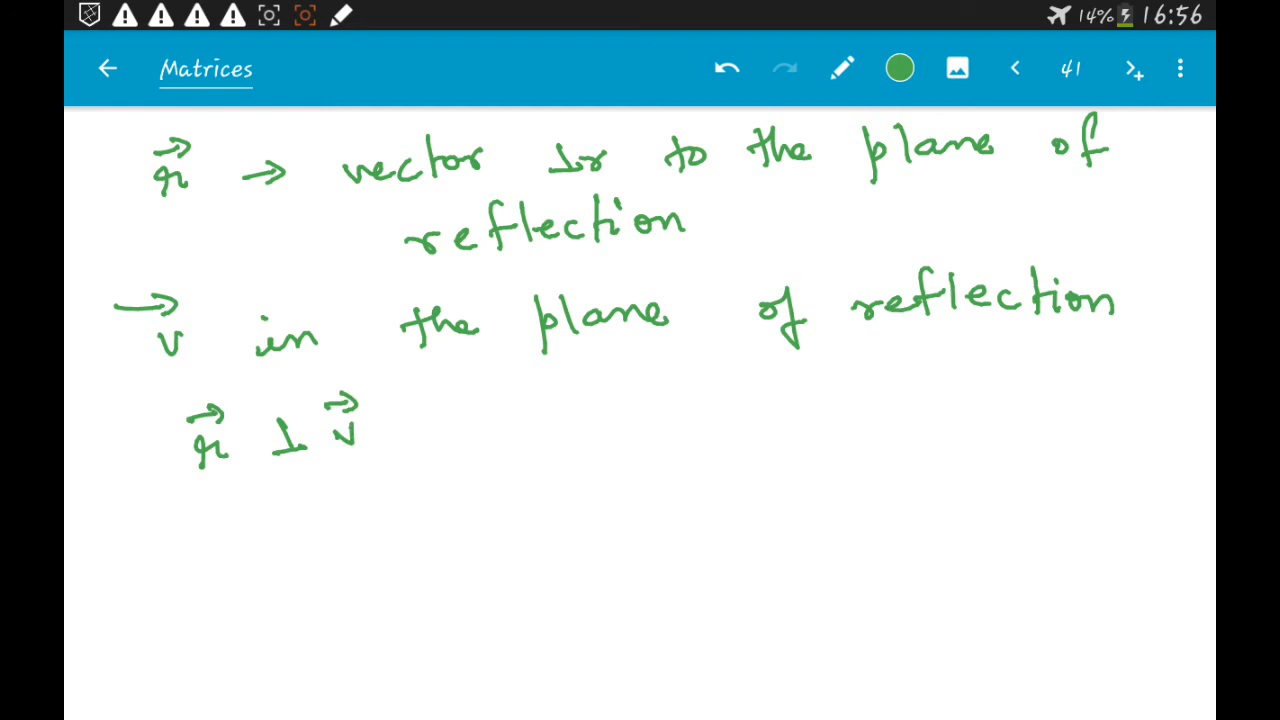 14% 16:56
Matrices 41
r → vector ⊥r to the plane of
reflection
v in the plane of reflection
r ⊥ v